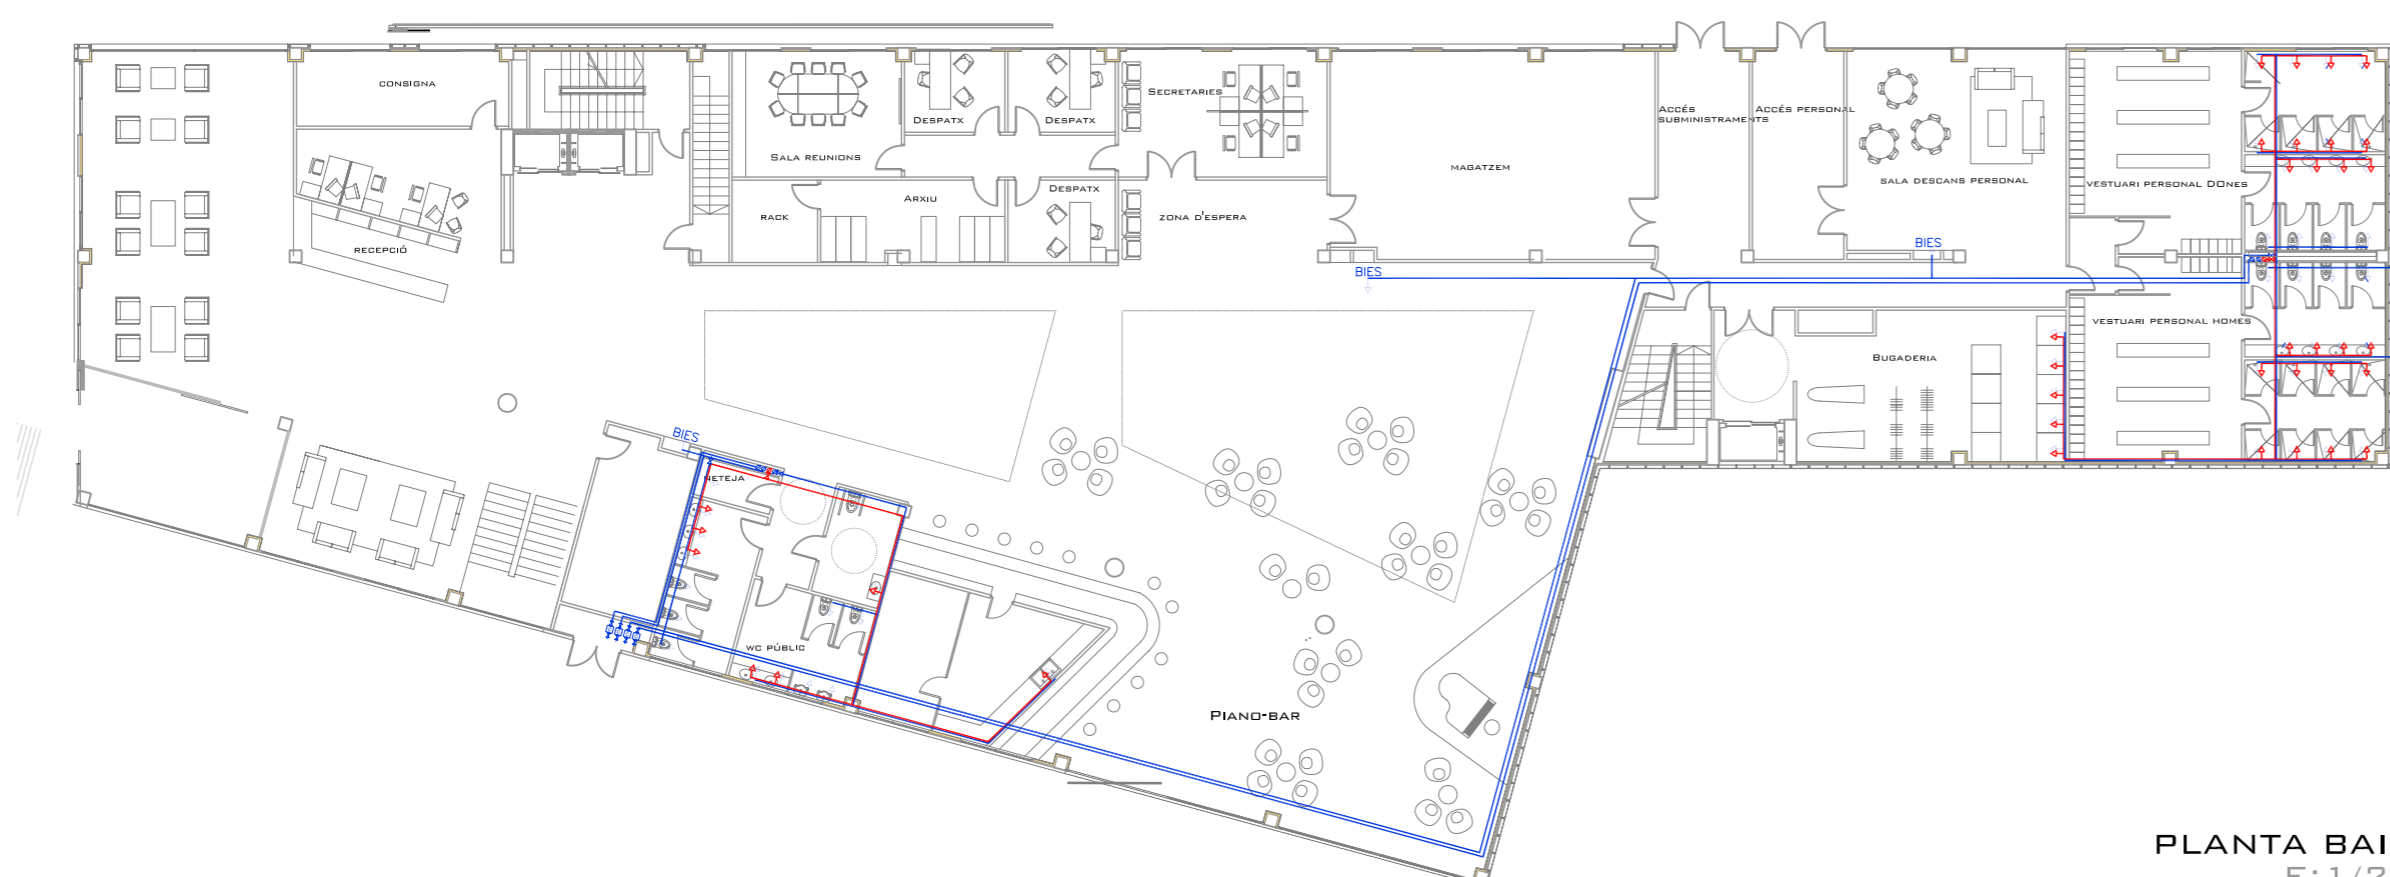 CONSIGNA
RECEPCIÓ
SALA REUNIONS
DESPATX
DESPATX
SECRETARIES
RACK
ARXIU
DESPATX
ZONA D'ESPERA
MAGATZEM
ACCÉS
SUBMINISTRAMENTS
ACCÉS PERSONAL
SALA DESCANS PERSONAL
VESTUARI PERSONAL DONES
BIES
BIES
VESTUARI PERSONAL HOMES
BUGADERIA
BIES
NETEJA
WC PÚBLIC
PIANO-BAR
PLANTA BAI